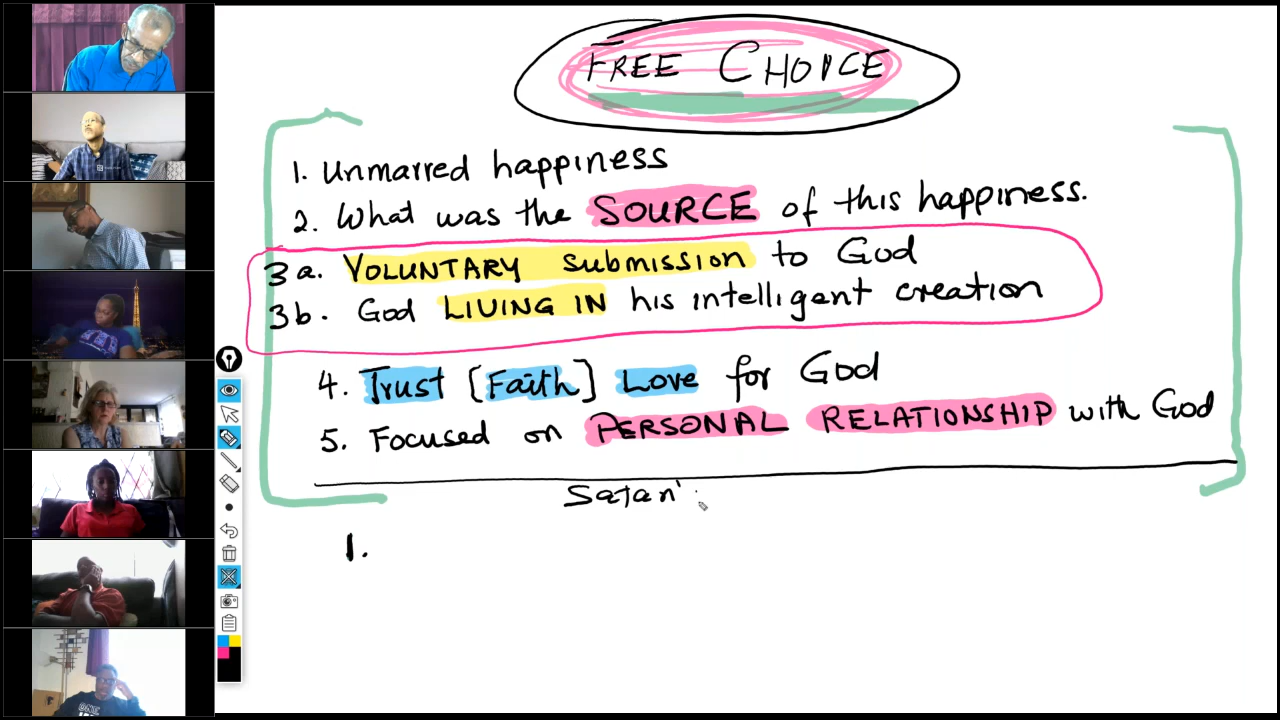 FREE CHOICE
1. Unmarred happiness
2. What was the SOURCE of this happiness.
3a. VOLUNTARY submission to God
3b. God LIVING IN his intelligent creation
4. Trust [Faith] Love for God
5. Focused on PERSONAL RELATIONSHIP with God
Satan'
1.